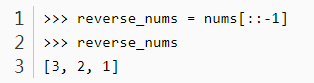 1 >>> reverse_nums = nums[::-1]
2 >>> reverse_nums
3 [3, 2, 1]